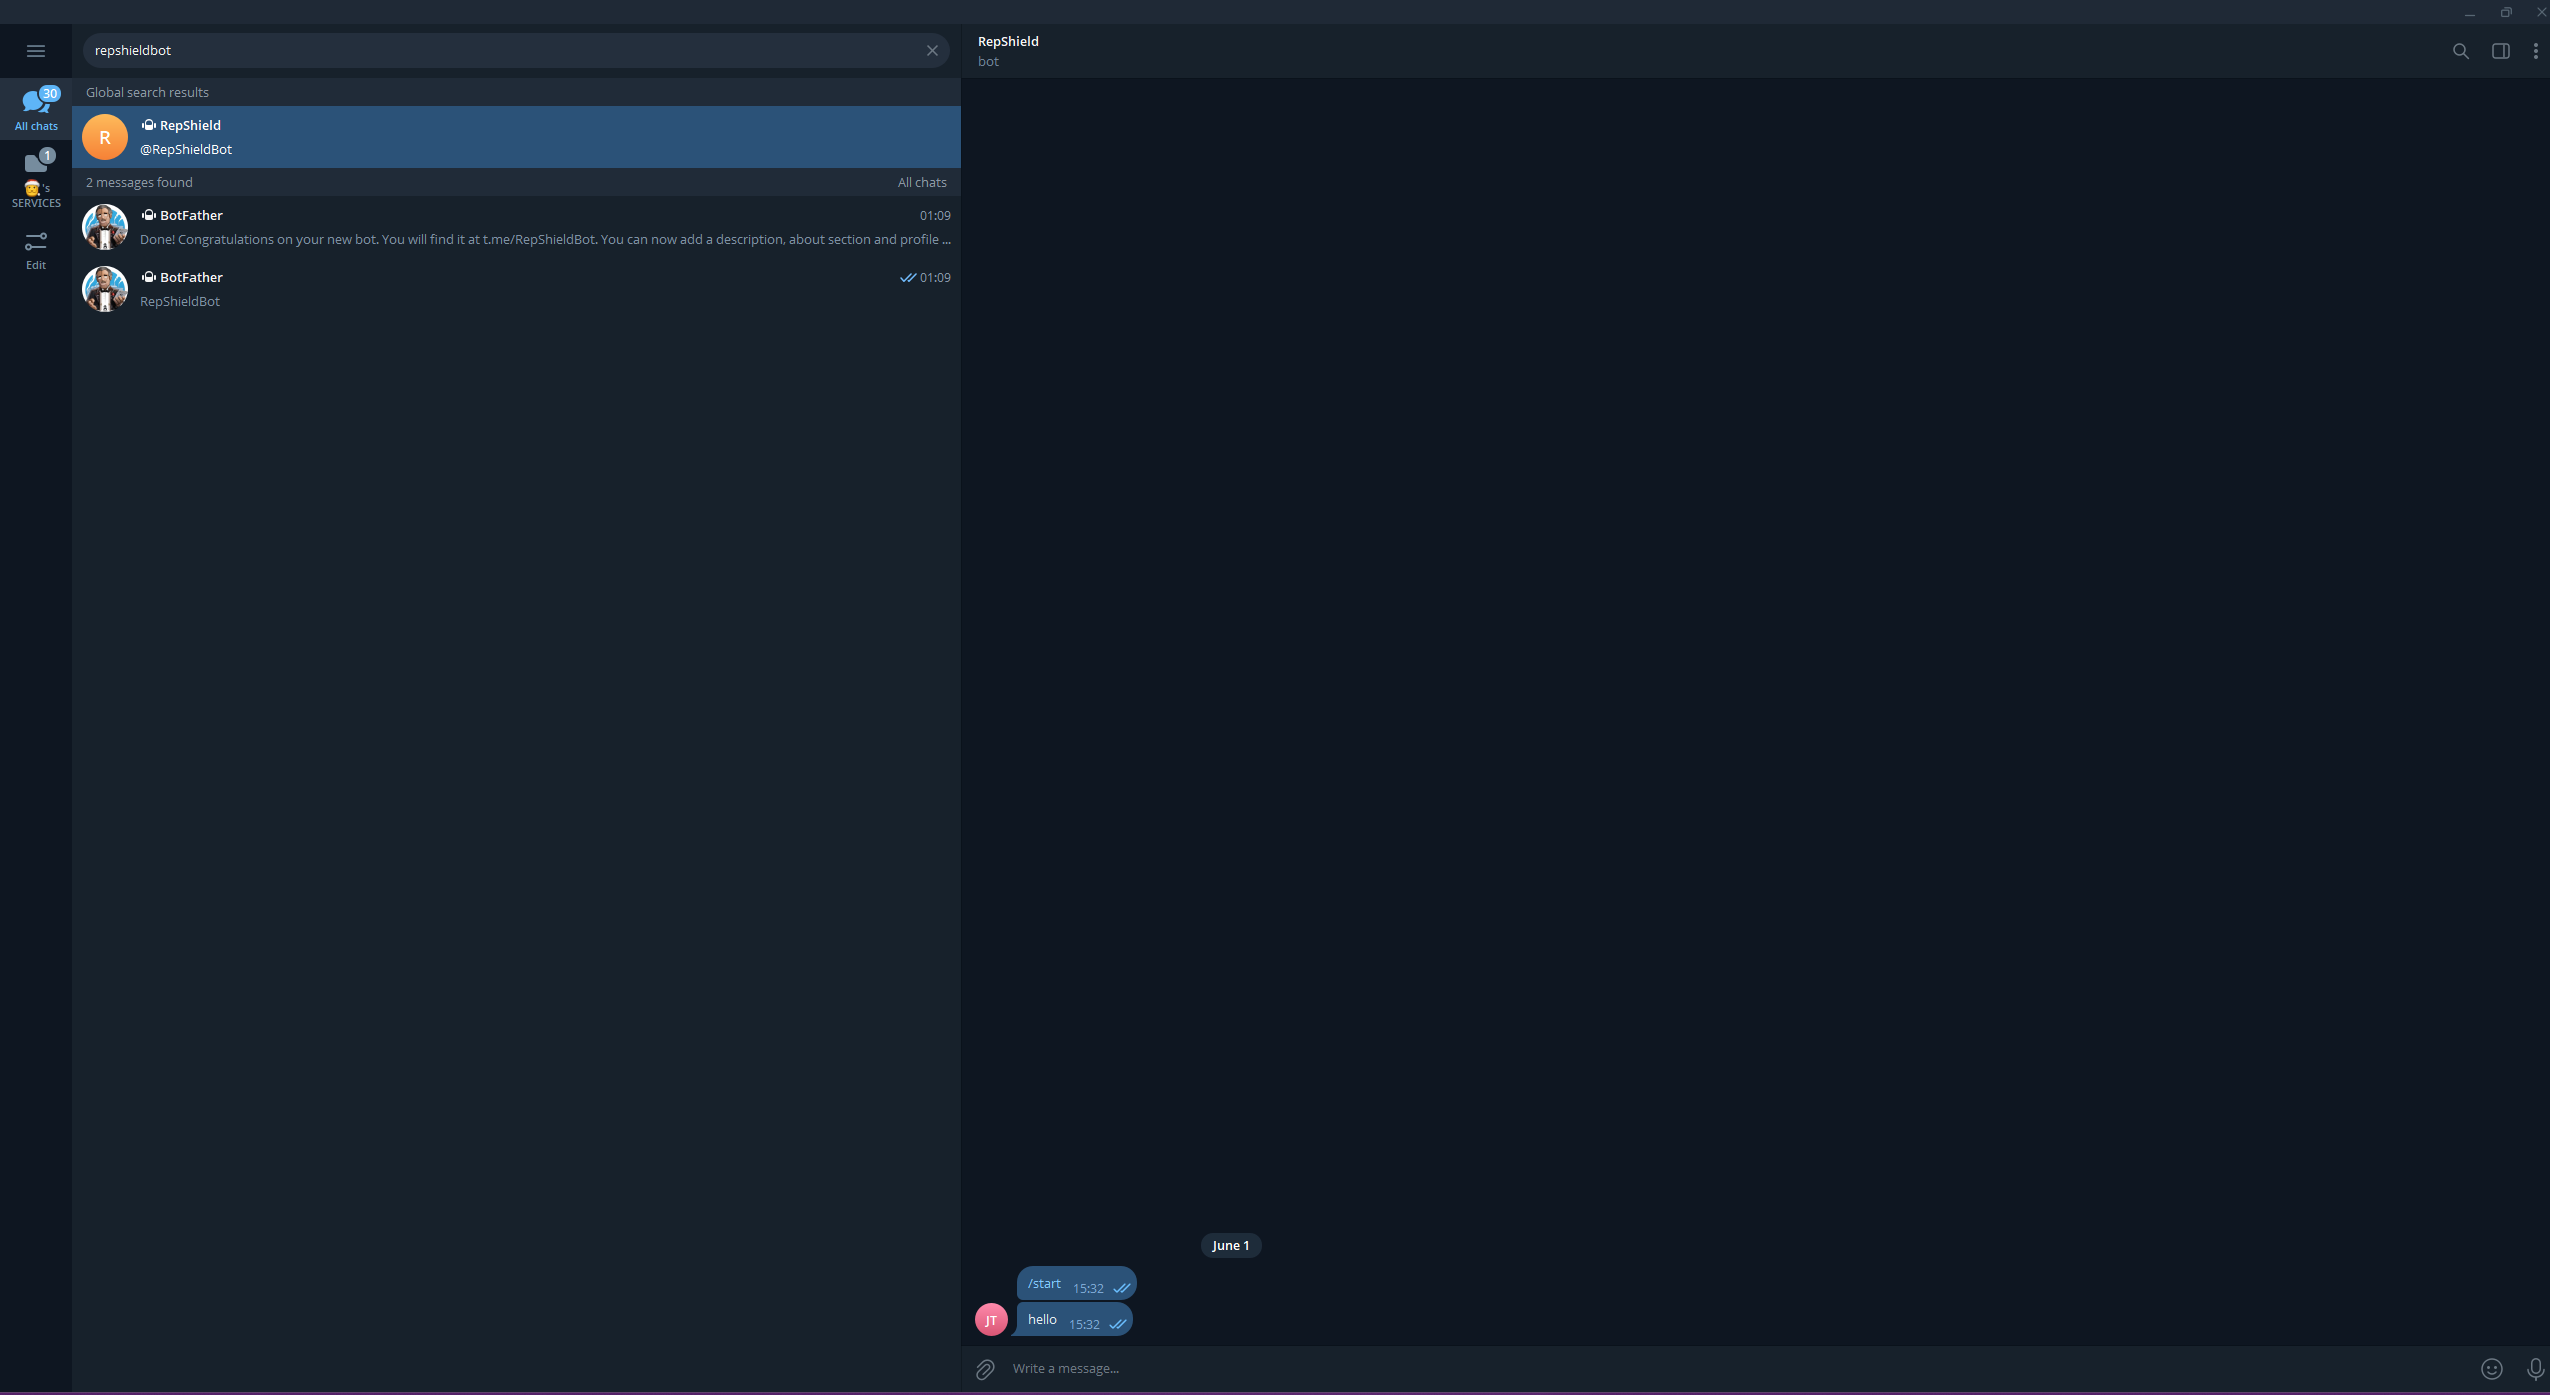 repshieldbot
30
All chats
1
's
SERVICES
Edit
Global search results
R
RepShield
@RepShieldBot
2 messages found All chats
BotFather 01:09
Done! Congratulations on your new bot. You will find it at t.me/RepShieldBot. You can now add a description, about section and profile ...
BotFather 01:09
RepShieldBot
RepShield
bot
June 1
/start 15:32
JT
hello 15:32
Write a message...